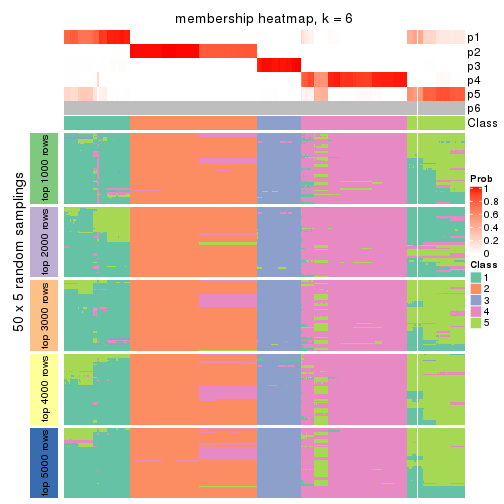 membership heatmap, k = 6
p1
p2
p3
p4
p5
p6
Class
50 x 5 random samplings
top 1000 rows
top 2000 rows
top 3000 rows
top 4000 rows
top 5000 rows
Prob
1
0.8
0.6
0.4
0.2
0
Class
1
2
3
4
5